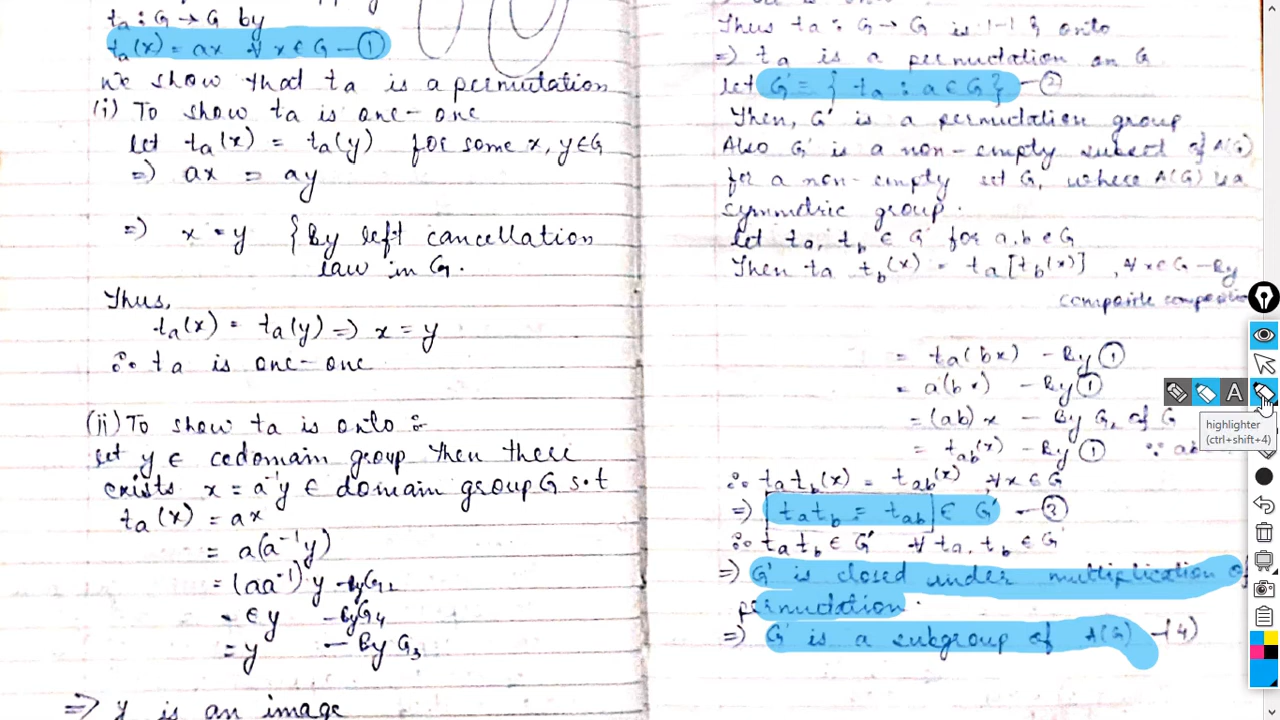 ta : G → G by
ta(x) = ax ∀ x ∈ G - ①
We show that ta is a permutation
(i) To show ta is one-one
let ta(x) = ta(y) for some x, y ∈ G
=) ax = ay
=) x = y { By left cancellation
law in G.
Thus,
ta(x) = ta(y) =) x = y
∴ ta is one-one
(ii) To show ta is onto :-
let y ∈ codomain group then there
exists x = a⁻¹y ∈ domain group G s.t
ta(x) = ax
= a(a⁻¹y)
= (aa⁻¹) y - by G2
= ey - by G4
= y - By G3
=> y is an image
Thus ta : G → G is 1-1 & onto
=) ta is a permutation on G
let G' = { ta : a ∈ G} - ②
Then, G' is a permutation group
Also G' is a non-empty subset of A(G)
for a non-empty set G, where A(G) is a
symmetric group.
let ta, tb ∈ G' for a, b ∈ G
Then ta tb(x) = ta[tb(x)] , ∀ x ∈ G - By
composite
= ta(bx) - By ①
= a(bx) - By ①
= (ab) x - By G2 of G
= tab(x) - By ① ∵ ab
∴ ta tb(x) = tab(x) ∀ x ∈ G
=) ta tb = tab ∈ G' - ③
∴ ta tb ∈ G' ∀ ta, tb ∈ G'
=) G' is closed under multiplication of
permutation.
=) G' is a subgroup of A(G) - (4)
A
highlighter
(ctrl+shift+4)